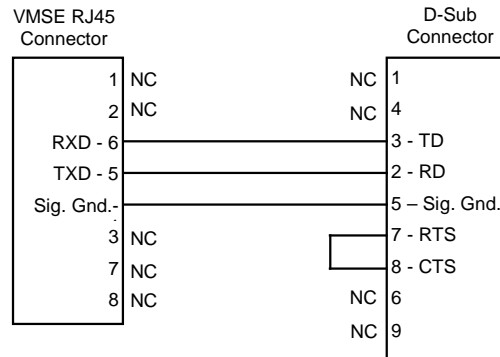 VMSE RJ45
Connector
D-Sub
Connector
1 NC
NC 1
2 NC
NC 4
RXD - 6
3 - TD
TXD - 5
2 - RD
Sig. Gnd.-
5 – Sig. Gnd.
3 NC
7 - RTS
7 NC
8 - CTS
8 NC
NC 6
NC 9